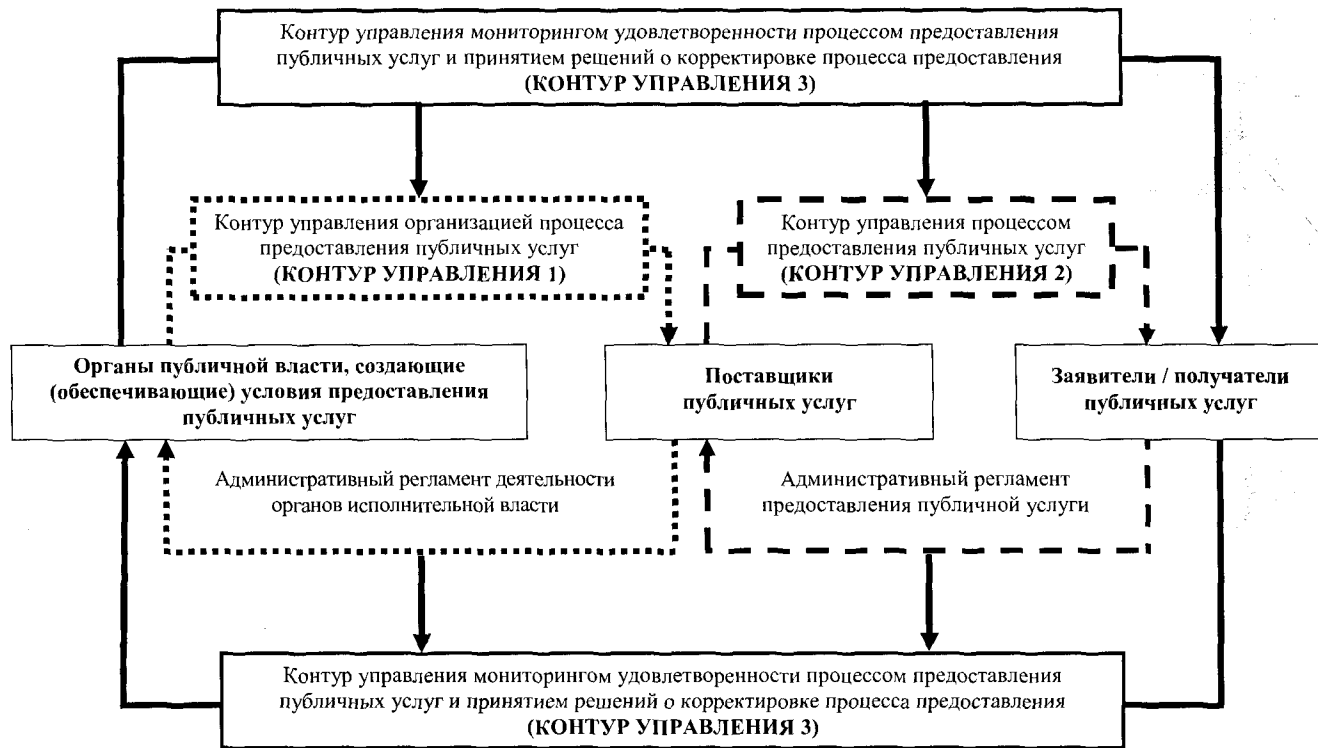 Контур управления мониторингом удовлетворенности процессом предоставления
публичных услуг и принятием решений о корректировке процесса предоставления
(КОНТУР УПРАВЛЕНИЯ 3)
Контур управления организацией процесса
предоставления публичных услуг
(КОНТУР УПРАВЛЕНИЯ 1)
Контур управления процессом
предоставления публичных услуг
(КОНТУР УПРАВЛЕНИЯ 2)
Органы публичной власти, создающие
(обеспечивающие) условия предоставления
публичных услуг
Поставщики
публичных услуг
Заявители / получатели
публичных услуг
Административный регламент деятельности
органов исполнительной власти
Административный регламент
предоставления публичной услуги
Контур управления мониторингом удовлетворенности процессом предоставления
публичных услуг и принятием решений о корректировке процесса предоставления
(КОНТУР УПРАВЛЕНИЯ 3)